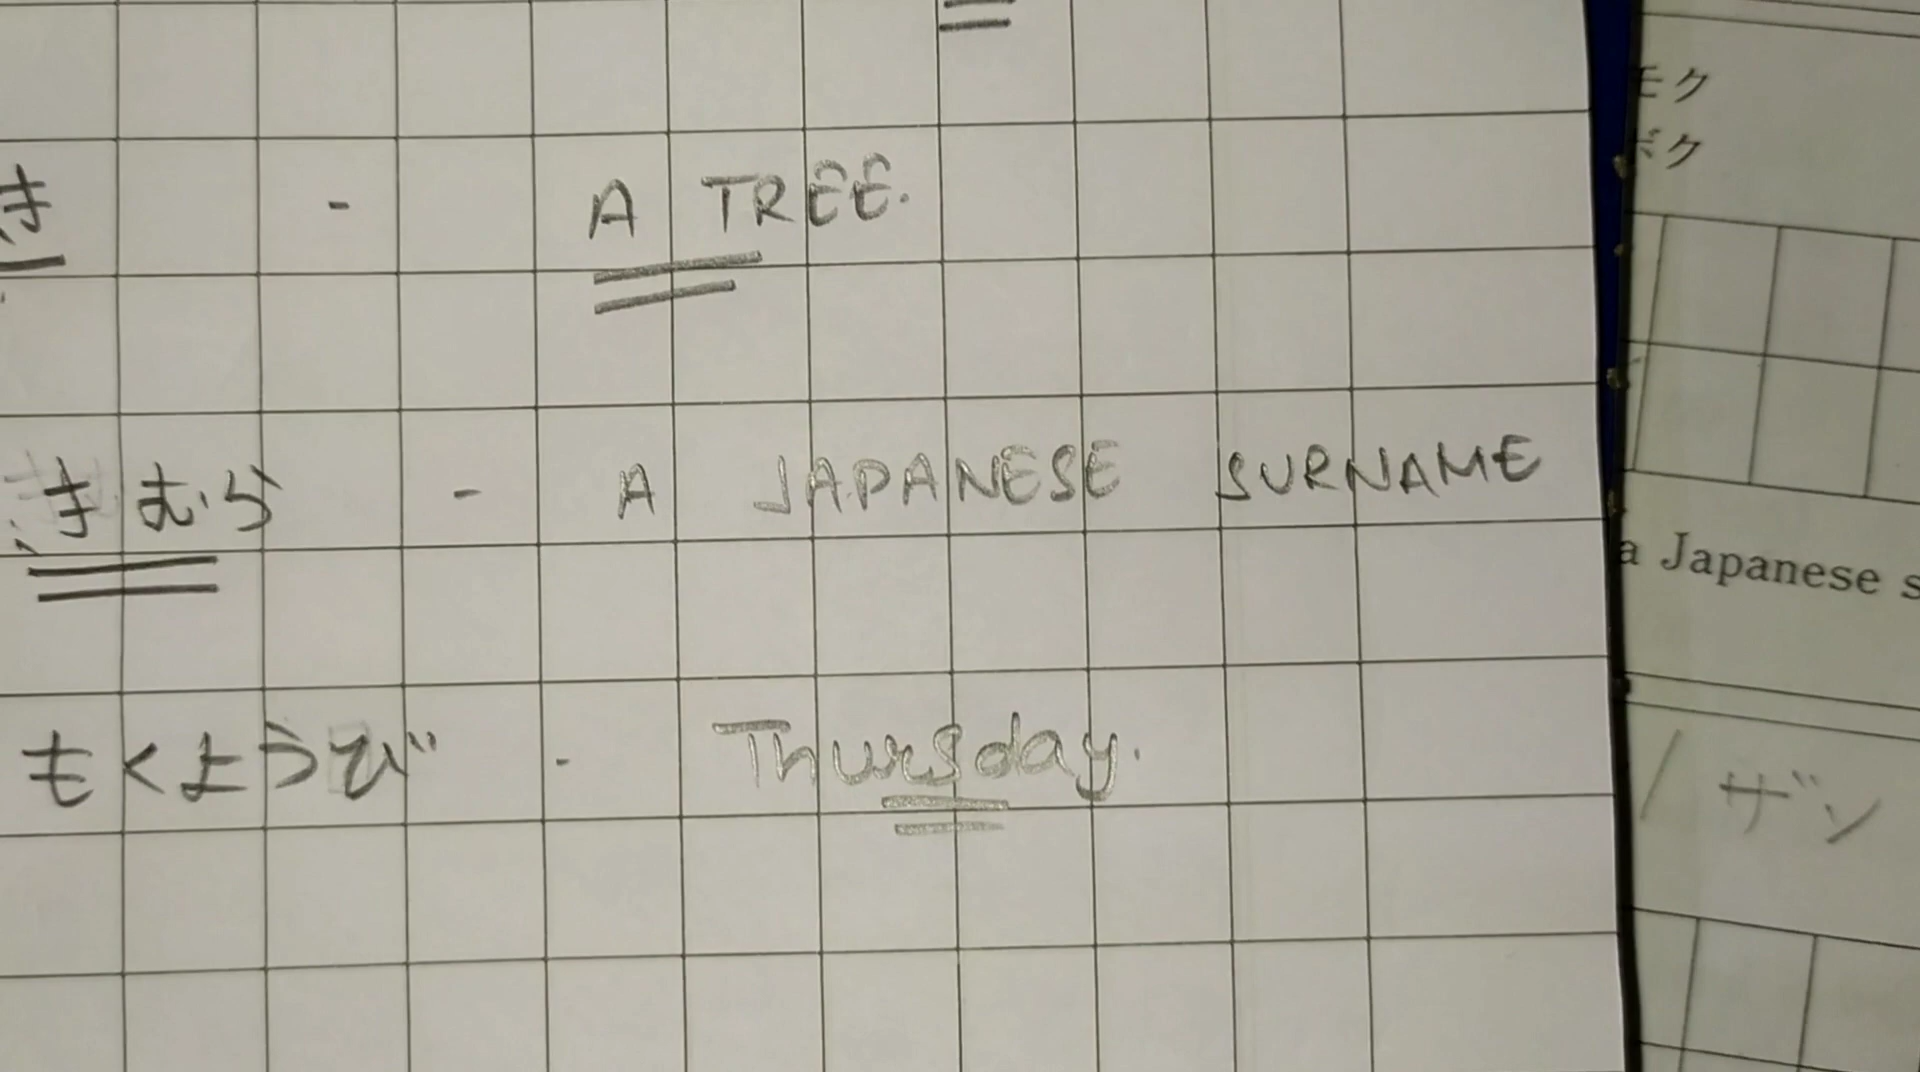 き - A TREE.
きむら - A JAPANESE SURNAME
もくようび - Thursday.
モク
ボク
a Japanese s
/ ザン